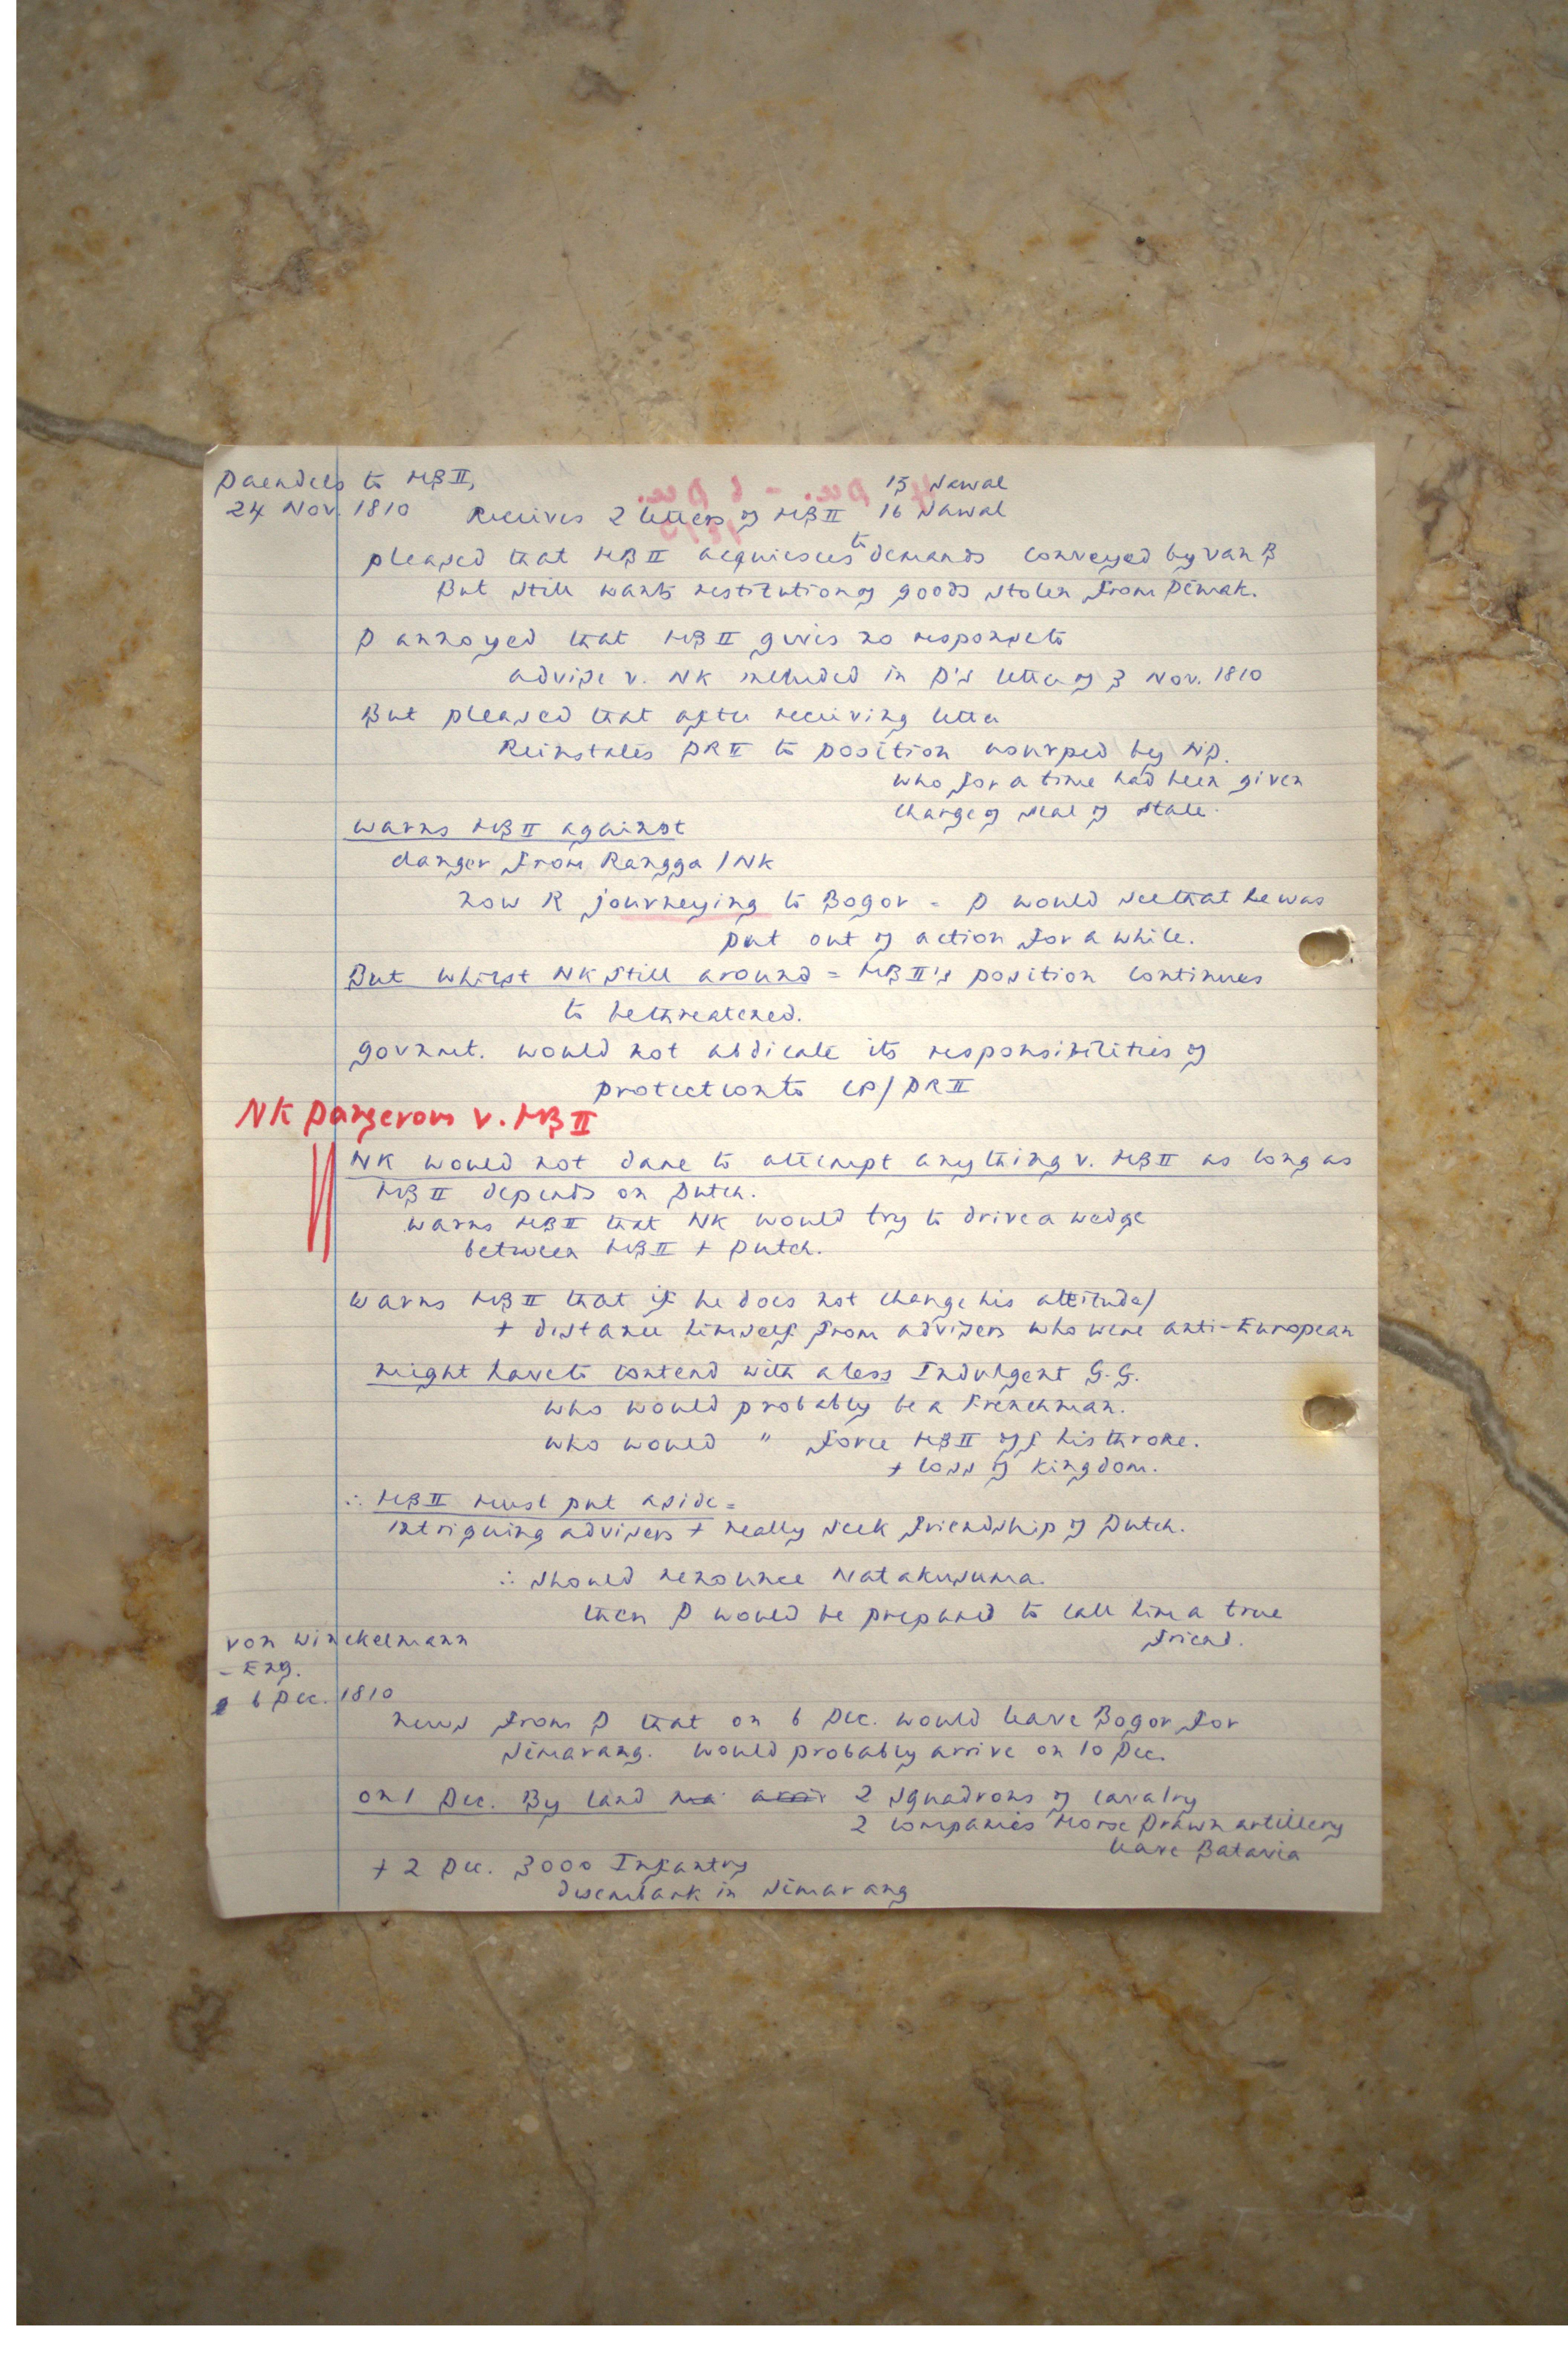 Daendels to HB II,
24 Nov. 1810 Receives 2 letters of HB II 15 Sawal
16 Sawal
pleased that HB II acquiesces to demands conveyed by van B
But still wants restitution of goods stolen from Demak.
D annoyed that HB II gives no response to
advise v. NK included in D's letter of 3 Nov. 1810
But pleased that after receiving letter
Reinstates DR II to position usurped by ND.
who for a time had been given
charge of seal of state.
warns HB II against
danger from Rangga / NK
now R journeying to Bogor = D would see that he was
put out of action for a while.
But whilst NK still around = HB II's position continues
to be threatened.
govnmt. would not abdicate its responsibilities of
protection to CP/DR II
NK Dangerous v. HB II
NK would not dare to attempt anything v. HB II as long as
HB II depends on Dutch.
warns HB II that NK would try to drive a wedge
between HB II + Dutch.
warns HB II that if he does not change his attitude/
+ distance himself from advisers who were anti-European
might have to contend with a less Indulgent G.G.
who would probably be a Frenchman.
who would " force HB II off his throne.
+ loss of kingdom.
∴ HB II must put aside =
intriguing advisers + really seek friendship of Dutch.
∴ should renounce Natakusuma.
then D would be prepared to call him a true
friend.
von Winckelmann
- Eng.
6 Dec. 1810
news from D that on 6 Dec. would leave Bogor for
Semarang. would probably arrive on 10 Dec.
on 1 Dec. By land 2 squadrons of cavalry
2 companies Horse Drawn artillery
leave Batavia
+ 2 Dec. 3000 Infantry
disembark in Semarang